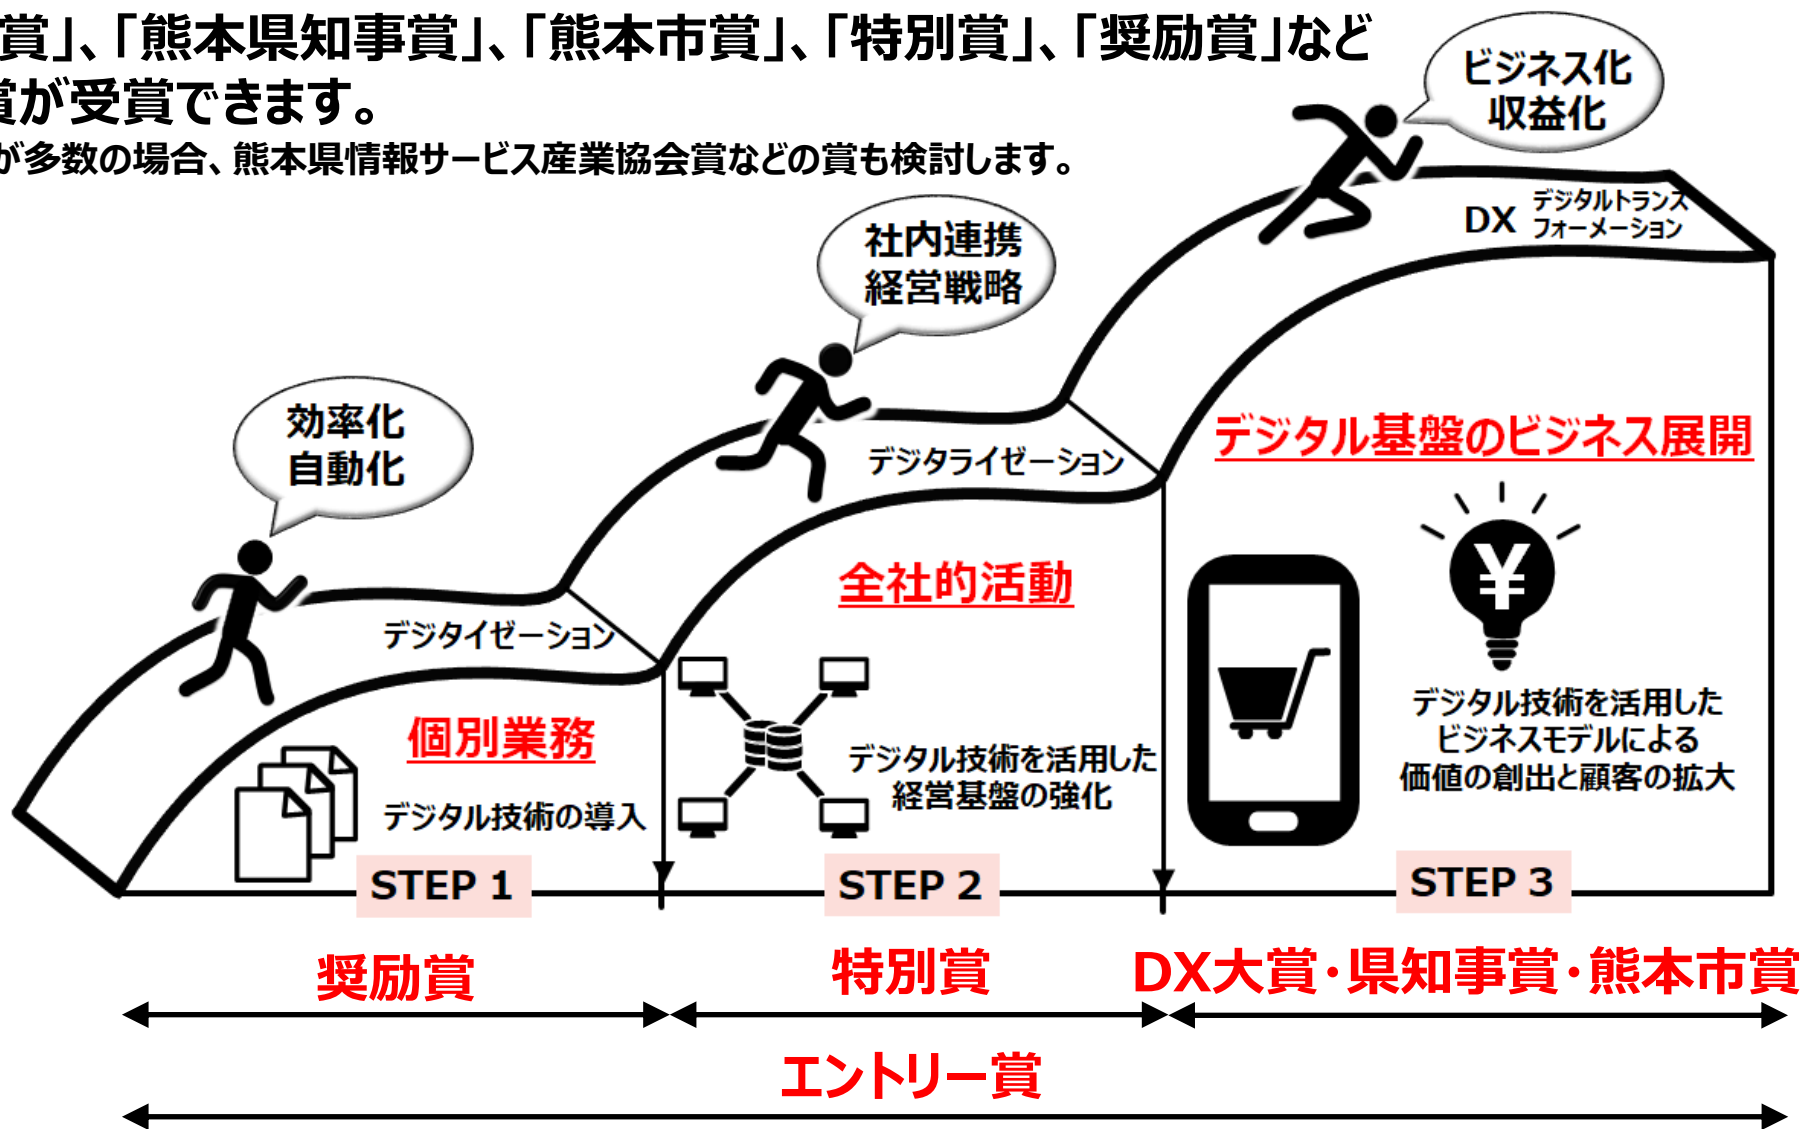 賞」、「熊本県知事賞」、「熊本市賞」、「特別賞」、「奨励賞」など
賞が受賞できます。
が多数の場合、熊本県情報サービス産業協会賞などの賞も検討します。
ビジネス化
収益化
DX デジタルトランス
フォーメーション
社内連携
経営戦略
デジタライゼーション
効率化
自動化
デジタイゼーション
デジタル基盤のビジネス展開
全社的活動
個別業務
¥
デジタル技術を活用した
ビジネスモデルによる
価値の創出と顧客の拡大
デジタル技術を活用した
経営基盤の強化
デジタル技術の導入
STEP 1
STEP 2
STEP 3
奨励賞
特別賞
DX大賞・県知事賞・熊本市賞
エントリー賞